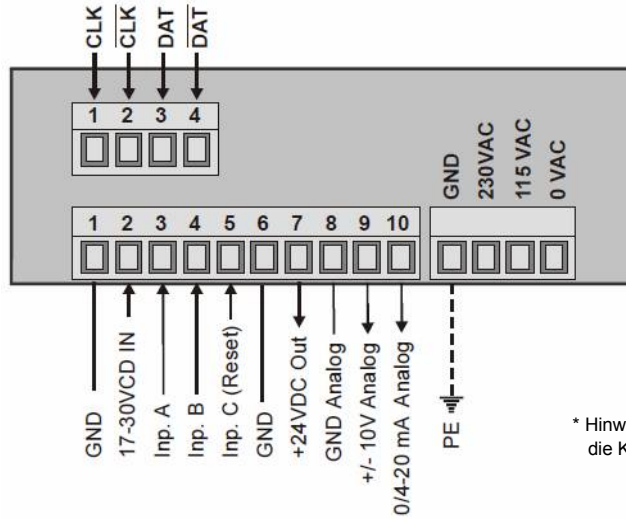 CLK
CLK
DAT
DAT
1 2 3 4
GND
230VAC
115 VAC
0 VAC
1 2 3 4 5 6 7 8 9 10
GND
17-30VCD IN
Inp. A
Inp. B
Inp. C (Reset)
GND
+24VDC Out
GND Analog
+/- 10V Analog
0/4-20 mA Analog
PE
* Hinw
die K